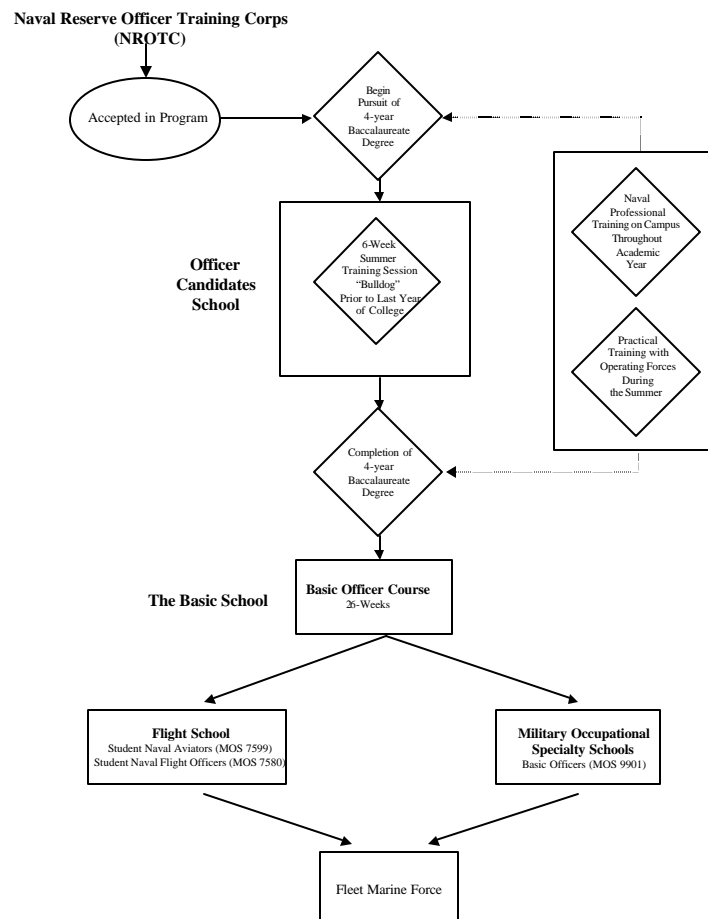 Naval Reserve Officer Training Corps
(NROTC)
Accepted in Program
Begin
Pursuit of
4-year
Baccalaureate
Degree
Naval
Professional
Training on Campus
Throughout
Academic
Year
Officer
Candidates
School
6-Week
Summer
Training Session
“Bulldog”
Prior to Last Year
of College
Practical
Training with
Operating Forces
During
the Summer
Completion of
4-year
Baccalaureate
Degree
The Basic School
Basic Officer Course
26-Weeks
Flight School
Student Naval Aviators (MOS 7599)
Student Naval Flight Officers (MOS 7580)
Military Occupational
Specialty Schools
Basic Officers (MOS 9901)
Fleet Marine Force